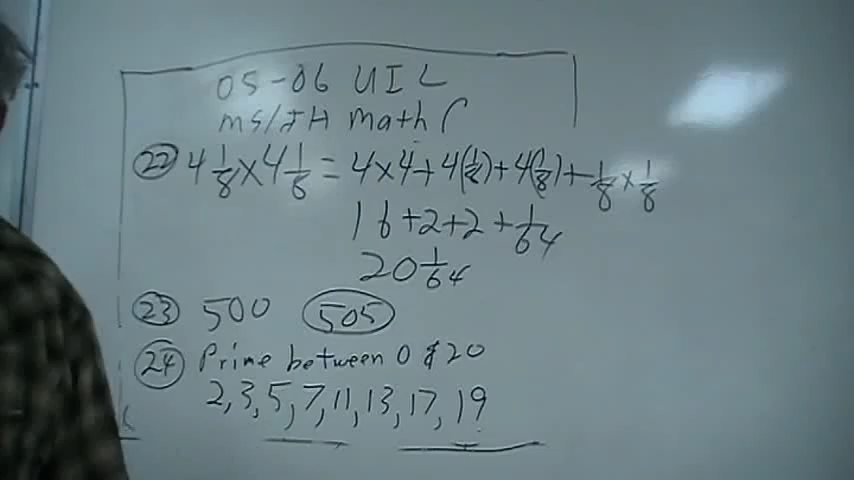 05-06 UIL
MS/JH Math (
22 4 1/8 × 4 1/8 = 4×4+4(1/8)+4(1/8)+1/8×1/8
16+2+2+1/64
20 1/64
23 500 505
24 Prime between 0 & 20
2,3,5,7,11,13,17,19